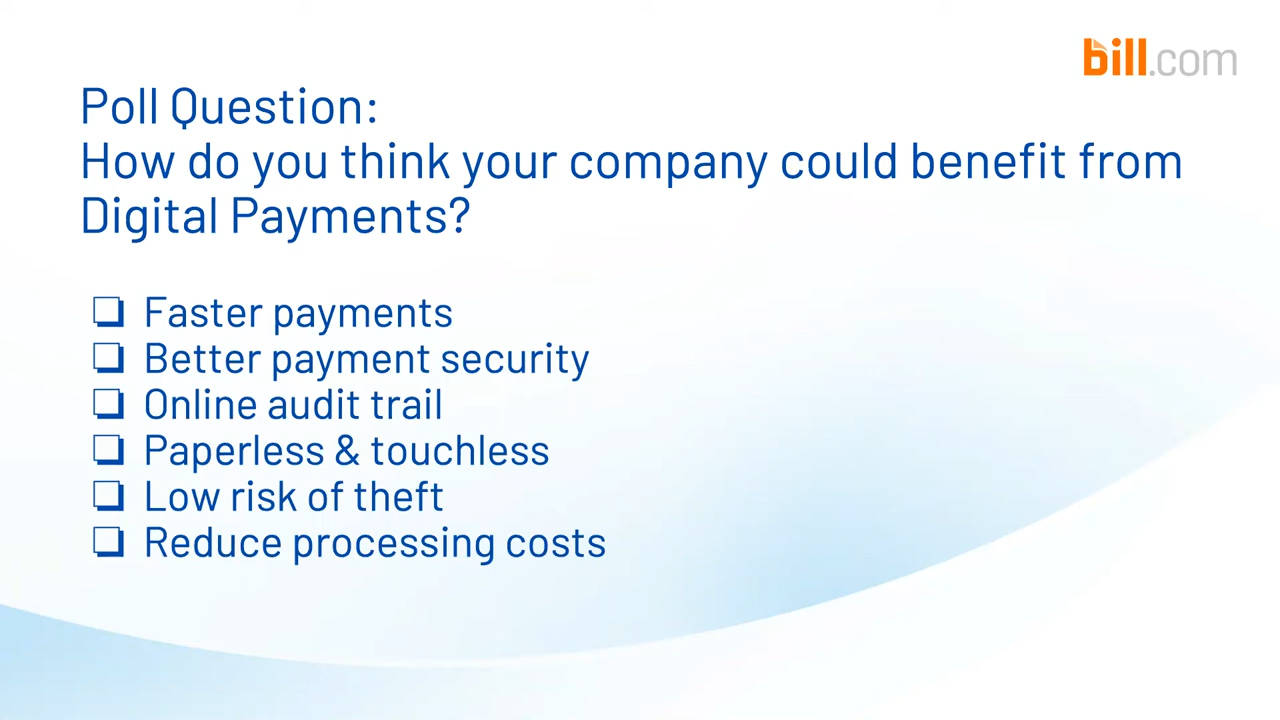 bill.com
Poll Question:
How do you think your company could benefit from
Digital Payments?
❏ Faster payments
❏ Better payment security
❏ Online audit trail
❏ Paperless & touchless
❏ Low risk of theft
❏ Reduce processing costs